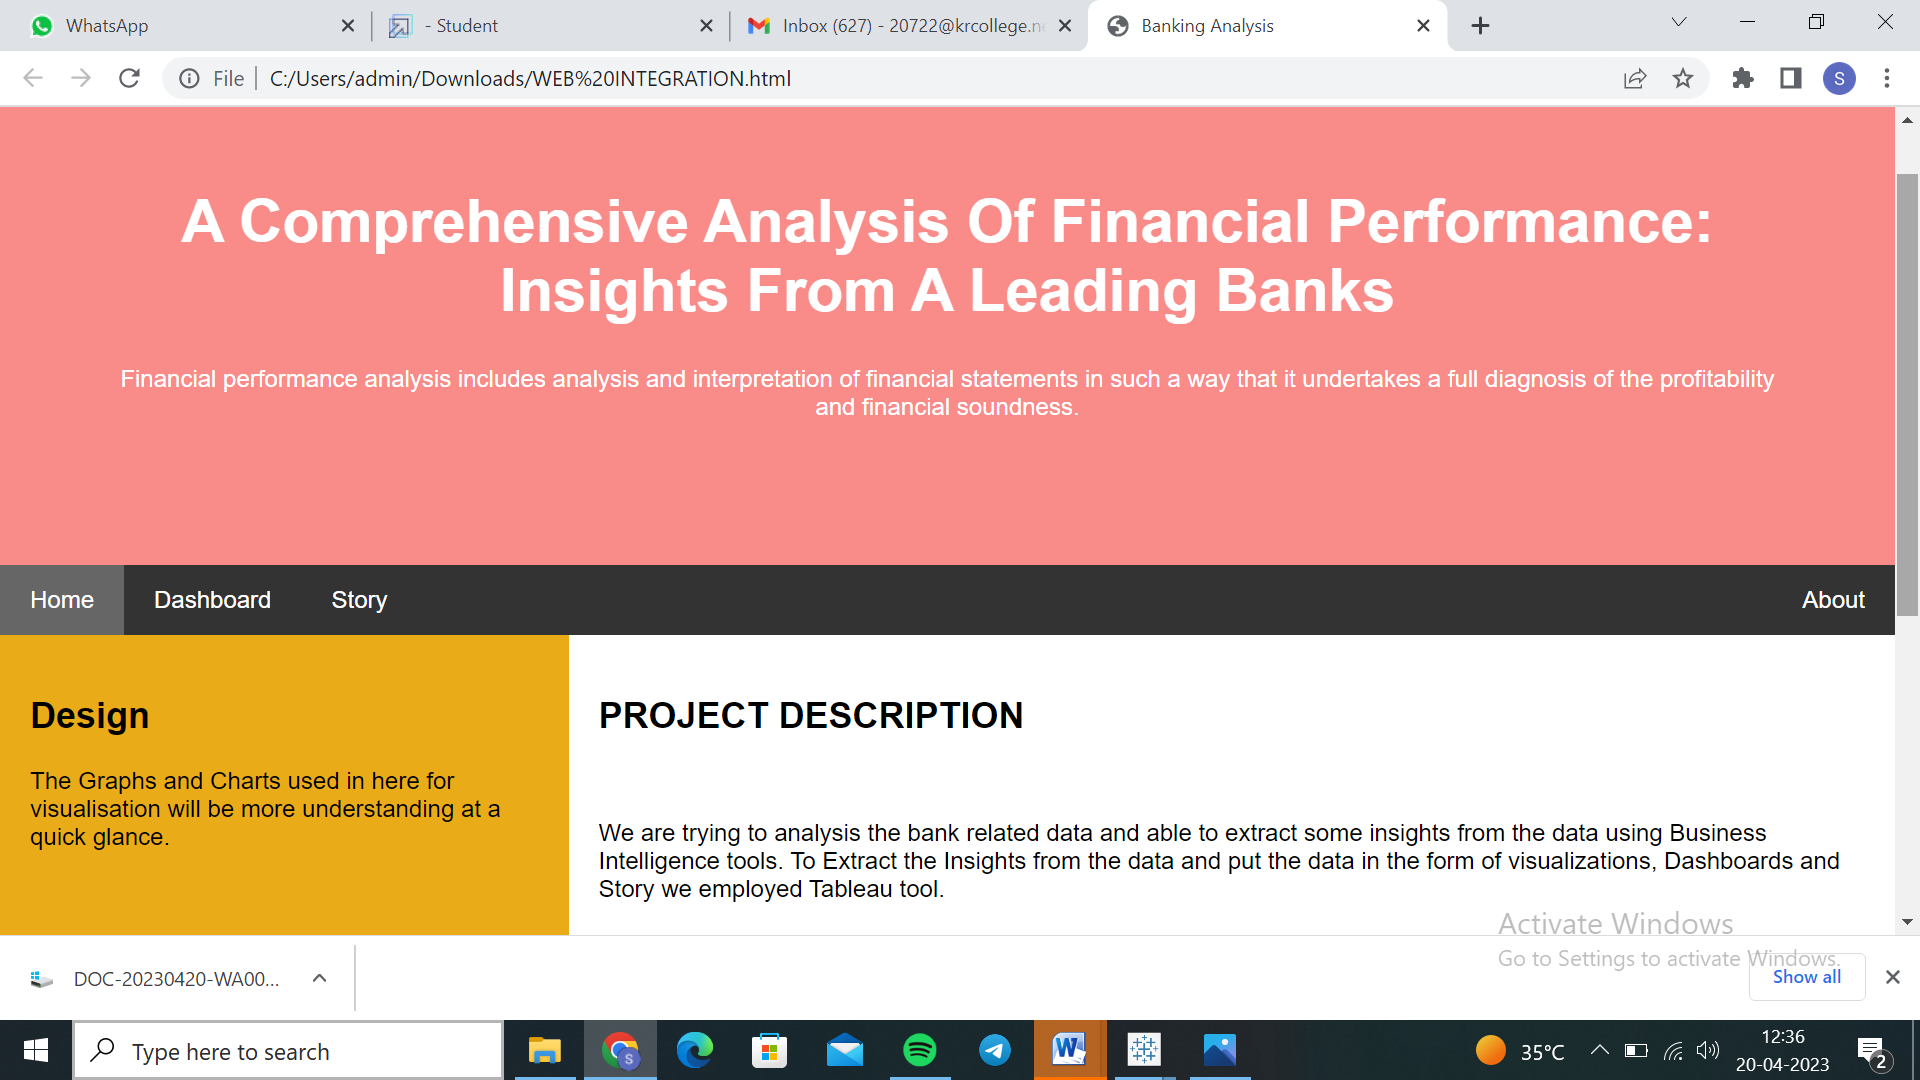 WhatsApp
- Student
Inbox (627) - 20722@krcollege.n
Banking Analysis
File
C:/Users/admin/Downloads/WEB%20INTEGRATION.html
S
A Comprehensive Analysis Of Financial Performance:
Insights From A Leading Banks
Financial performance analysis includes analysis and interpretation of financial statements in such a way that it undertakes a full diagnosis of the profitability
and financial soundness.
Home
Dashboard
Story
About
Design
The Graphs and Charts used in here for
visualisation will be more understanding at a
quick glance.
PROJECT DESCRIPTION
We are trying to analysis the bank related data and able to extract some insights from the data using Business
Intelligence tools. To Extract the Insights from the data and put the data in the form of visualizations, Dashboards and
Story we employed Tableau tool.
Activate Windows
Go to Settings to activate Windows.
DOC-20230420-WA00...
Show all
Type here to search
S
W
35°C
12:36
20-04-2023
2